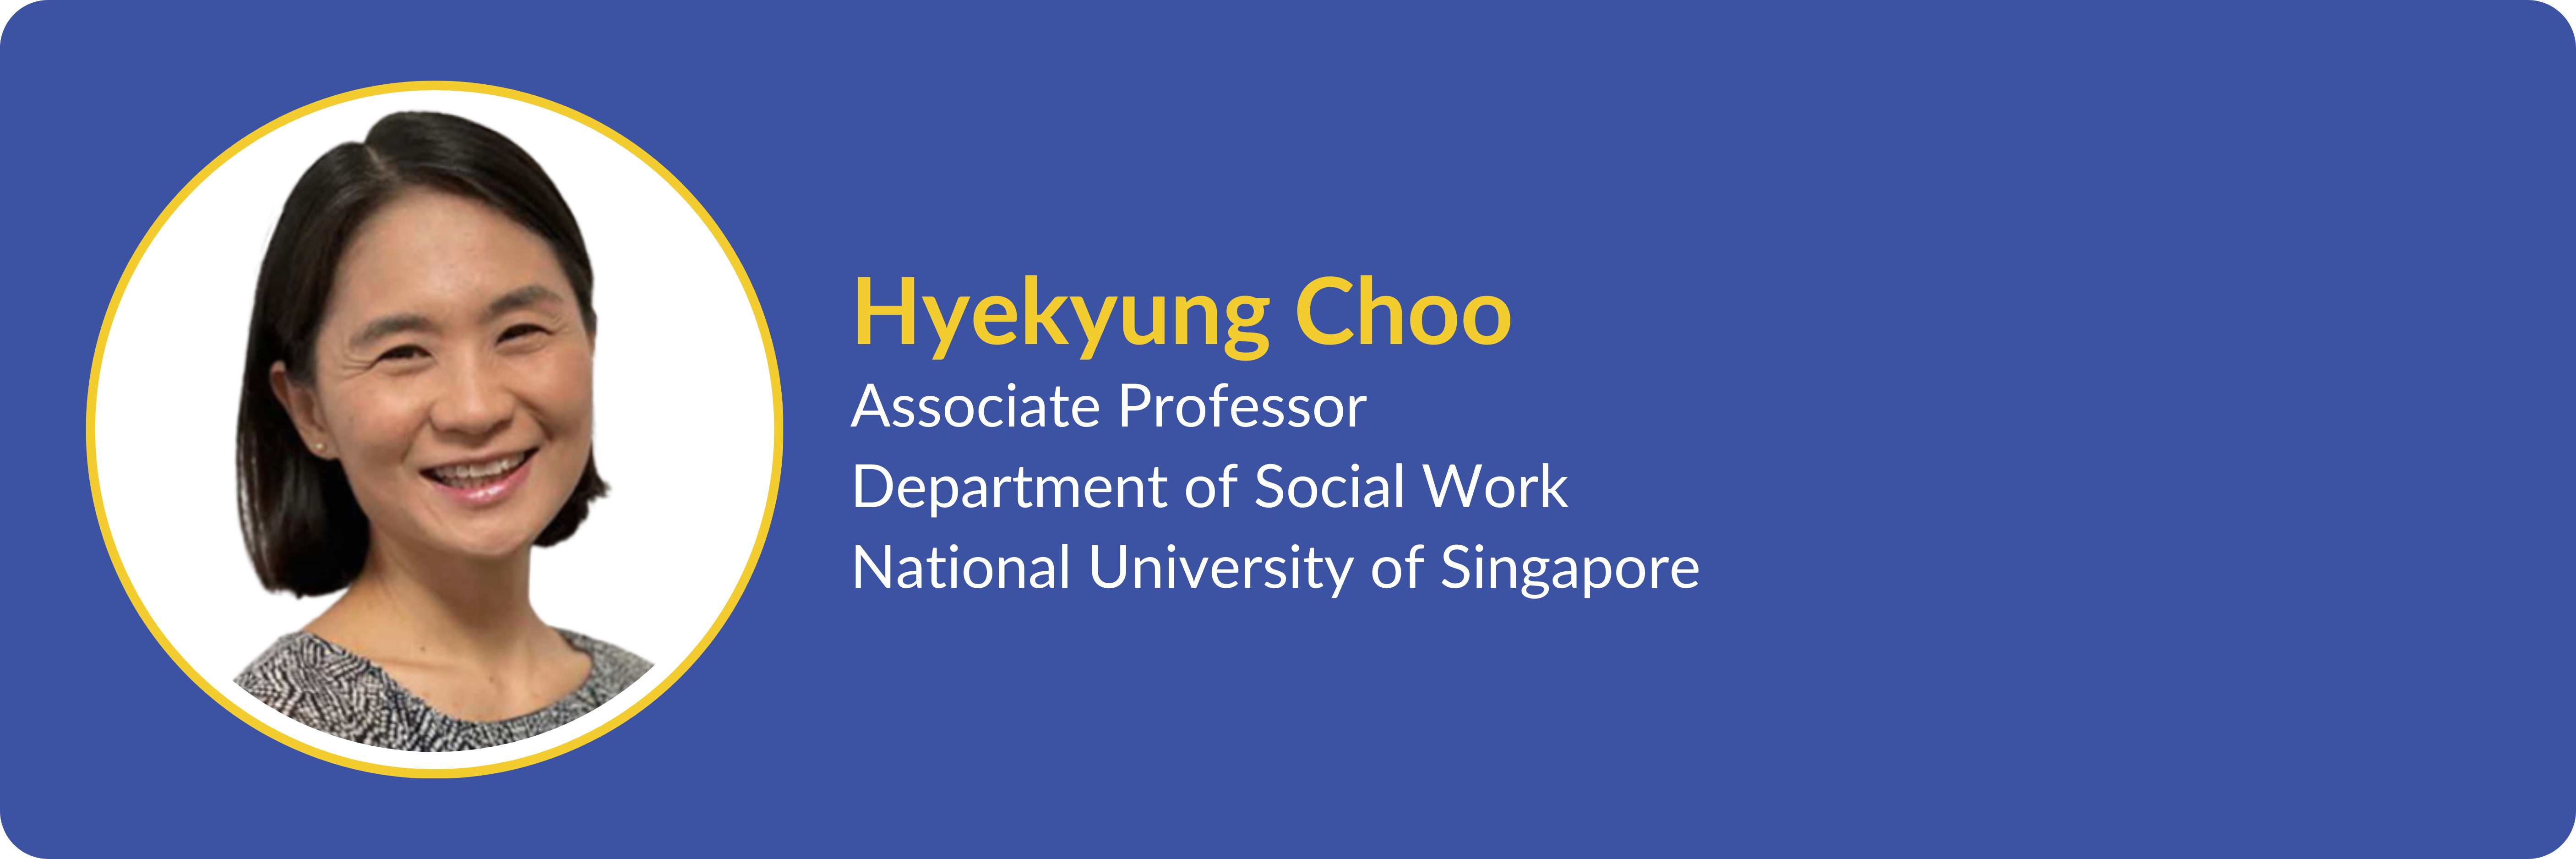 Hyekyung Choo
Associate Professor
Department of Social Work
National University of Singapore